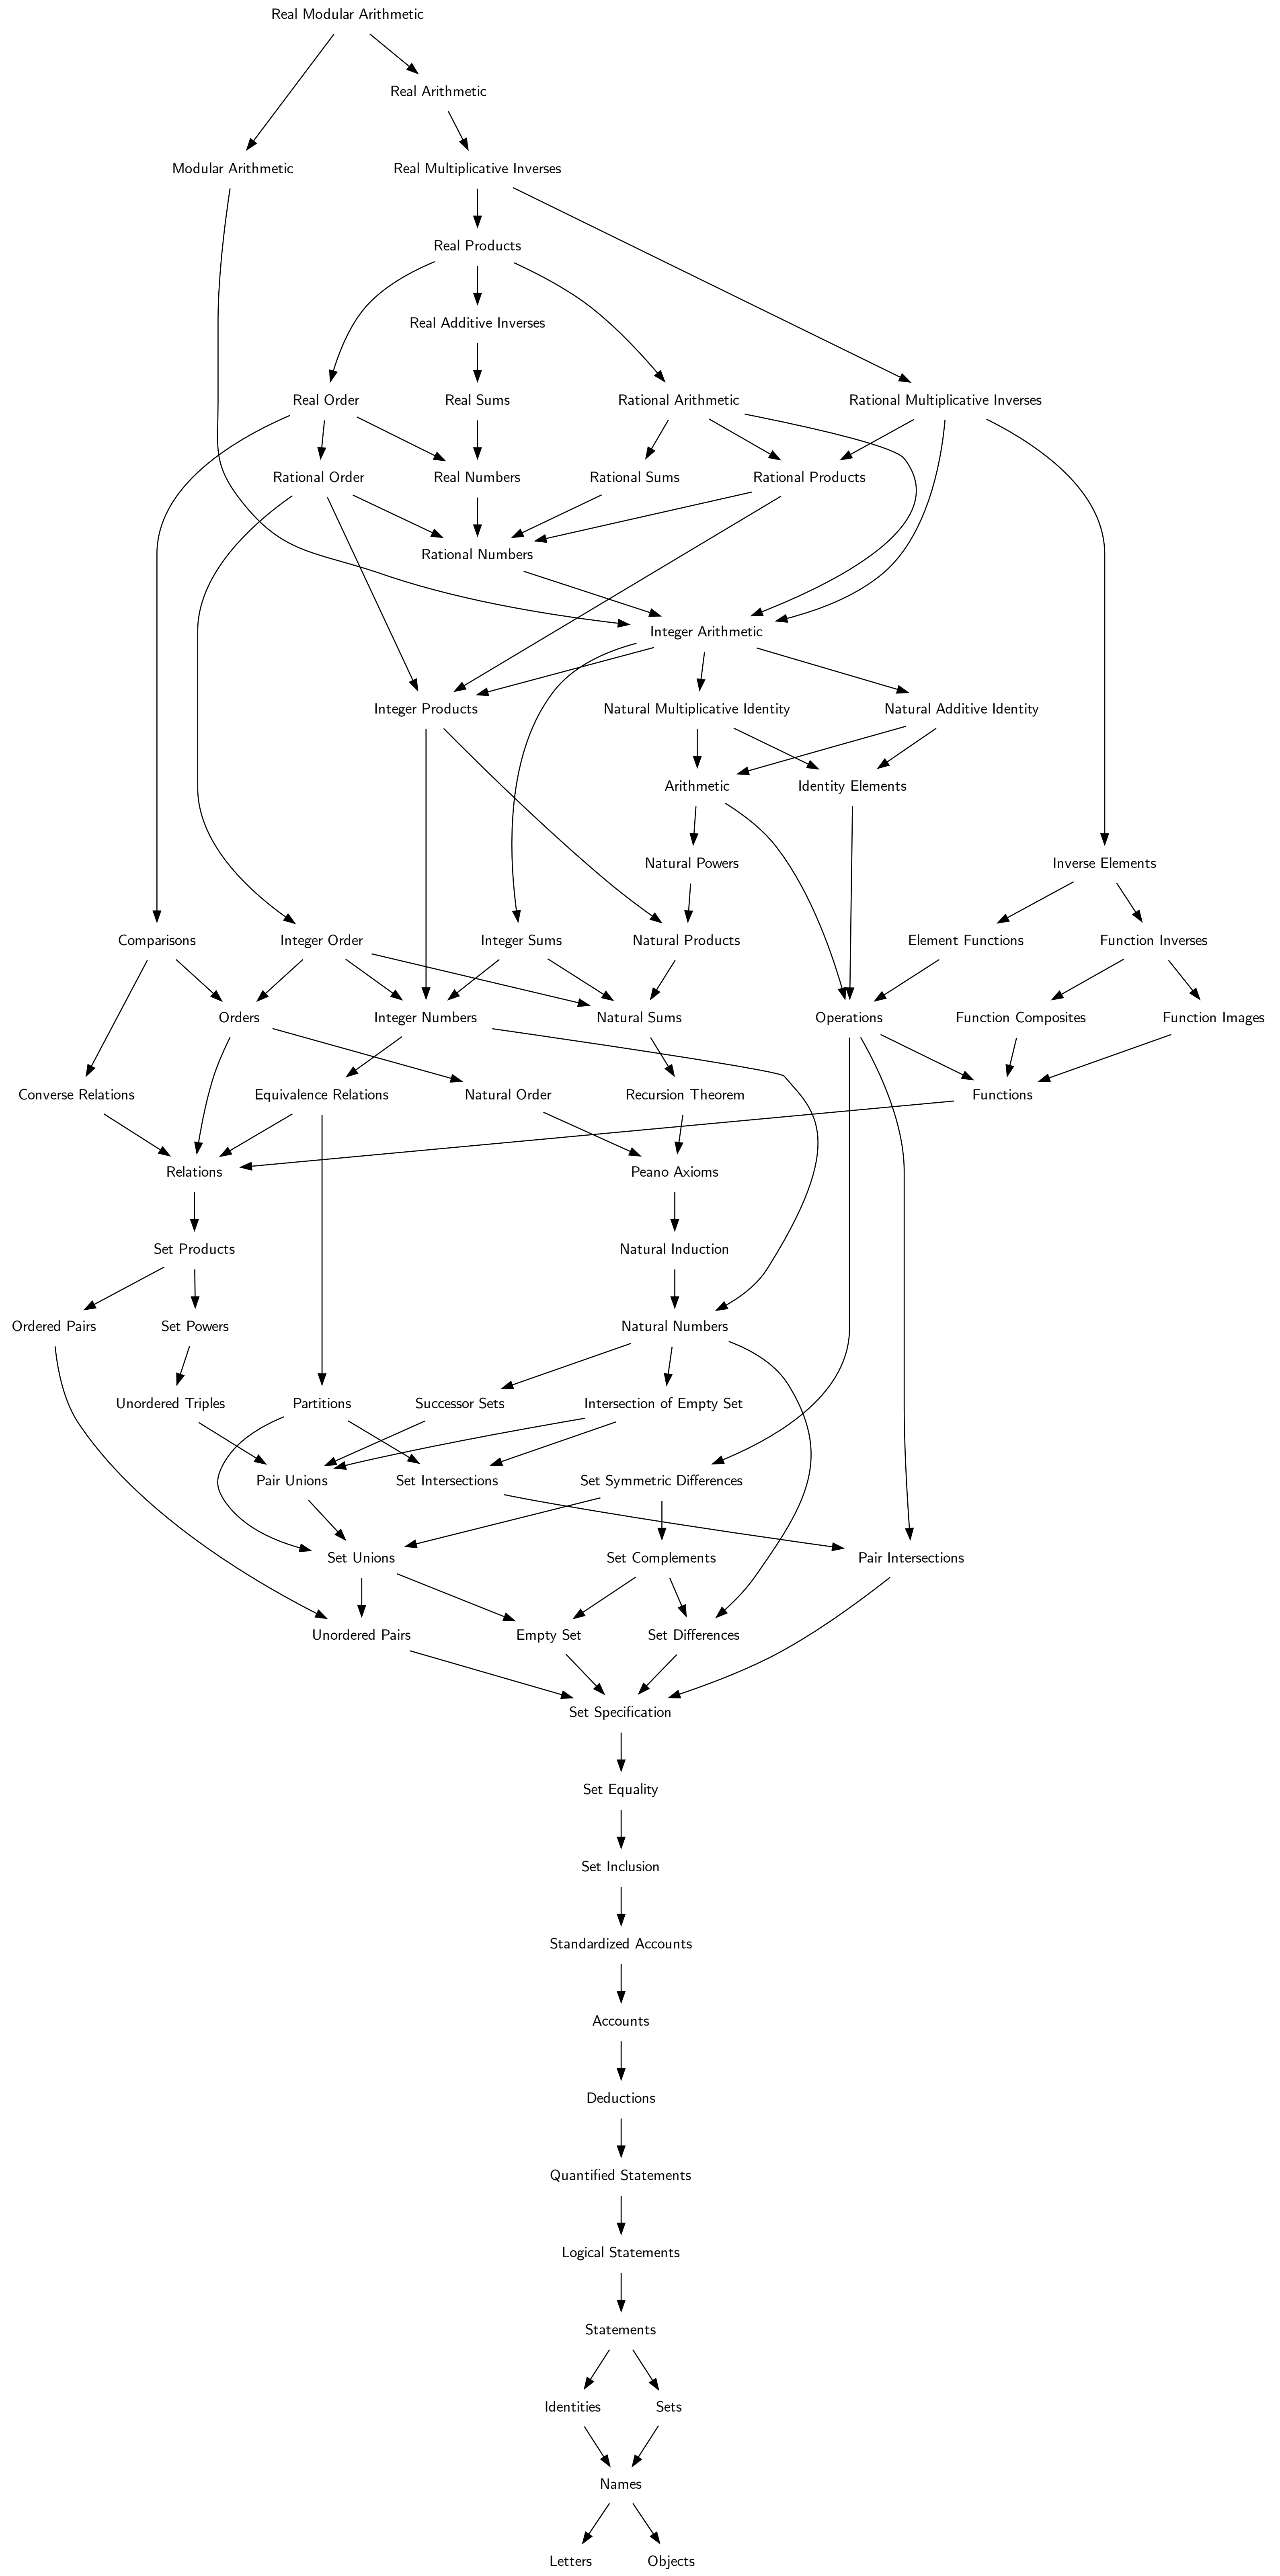 Real Modular Arithmetic
Real Arithmetic
Modular Arithmetic
Real Multiplicative Inverses
Real Products
Real Additive Inverses
Real Order
Real Sums
Rational Arithmetic
Rational Multiplicative Inverses
Rational Order
Real Numbers
Rational Sums
Rational Products
Rational Numbers
Integer Arithmetic
Integer Products
Natural Multiplicative Identity
Natural Additive Identity
Arithmetic
Identity Elements
Natural Powers
Inverse Elements
Comparisons
Integer Order
Integer Sums
Natural Products
Element Functions
Function Inverses
Orders
Integer Numbers
Natural Sums
Operations
Function Composites
Function Images
Converse Relations
Equivalence Relations
Natural Order
Recursion Theorem
Functions
Relations
Peano Axioms
Set Products
Natural Induction
Ordered Pairs
Set Powers
Natural Numbers
Unordered Triples
Partitions
Successor Sets
Intersection of Empty Set
Pair Unions
Set Intersections
Set Symmetric Differences
Set Unions
Set Complements
Pair Intersections
Unordered Pairs
Empty Set
Set Differences
Set Specification
Set Equality
Set Inclusion
Standardized Accounts
Accounts
Deductions
Quantified Statements
Logical Statements
Statements
Identities
Sets
Names
Letters
Objects